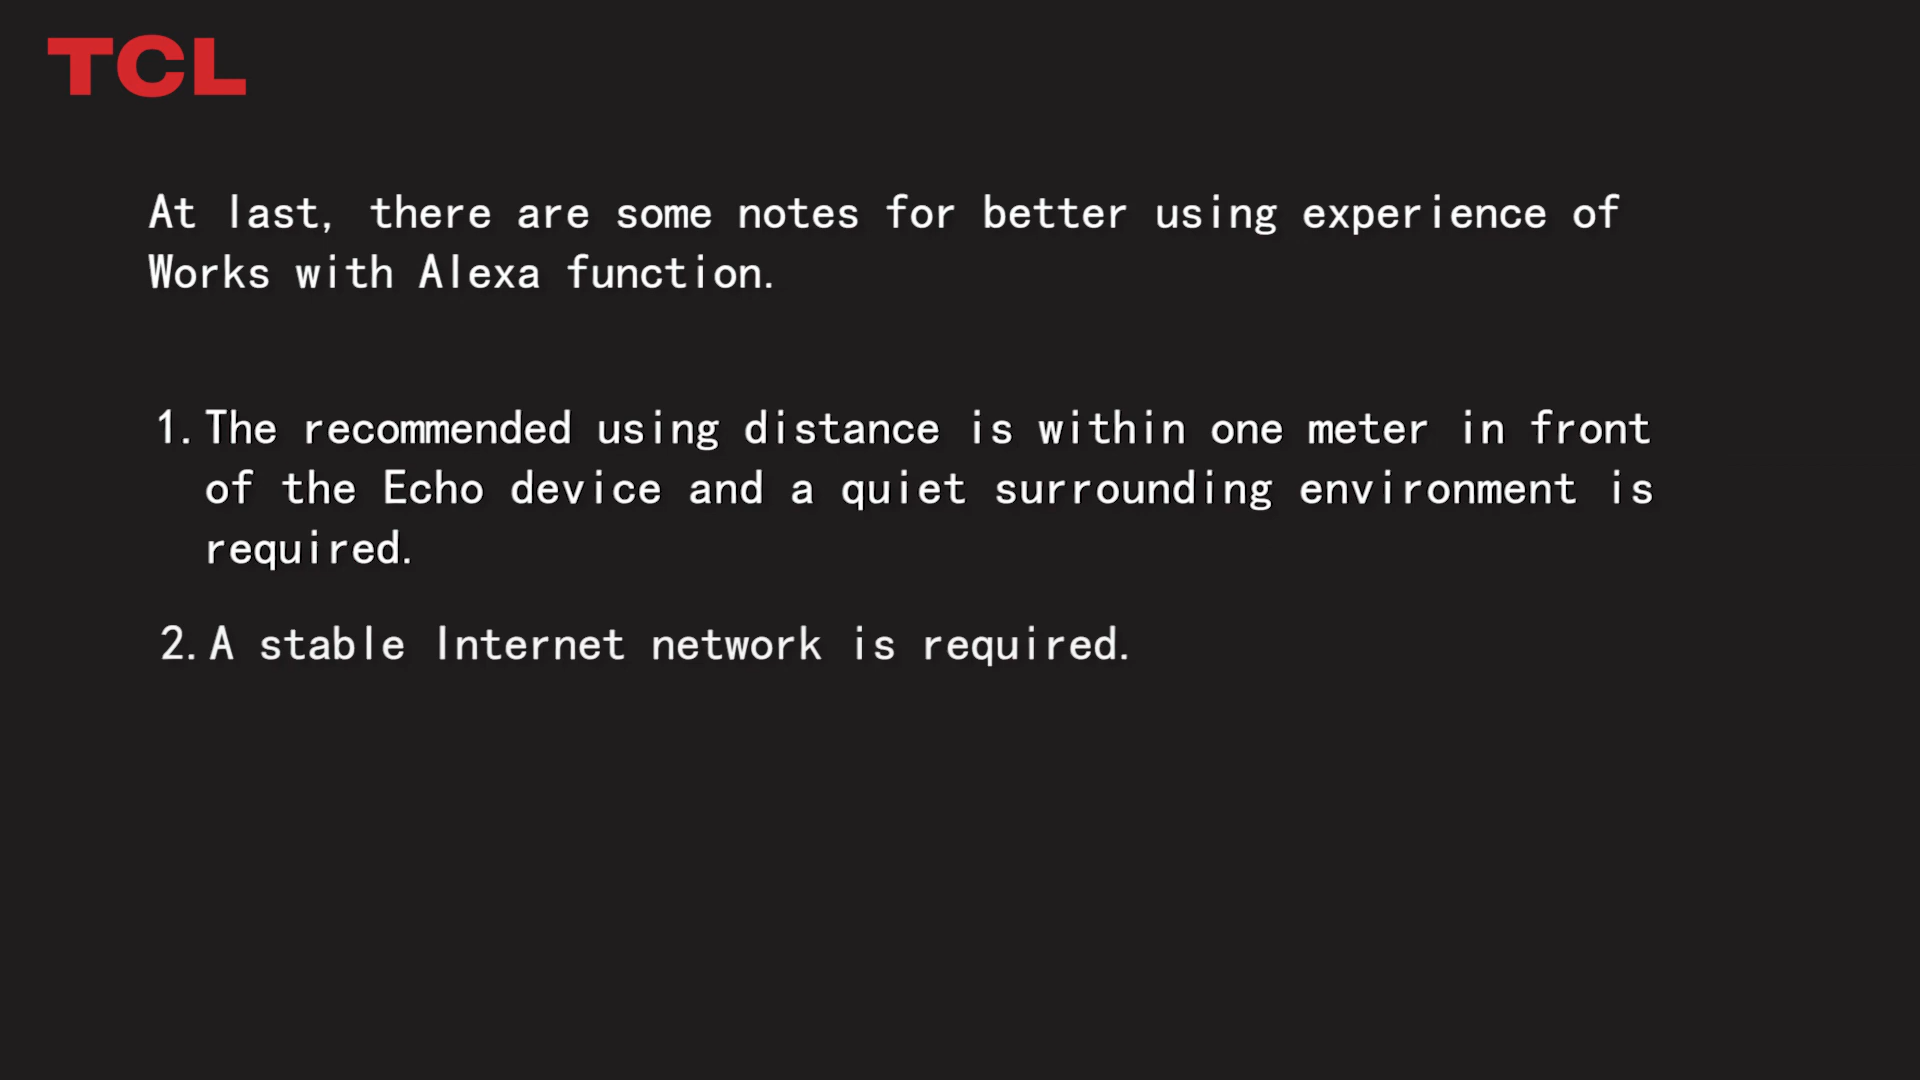 TCL
At last, there are some notes for better using experience of
Works with Alexa function.
1. The recommended using distance is within one meter in front
of the Echo device and a quiet surrounding environment is
required.
2. A stable Internet network is required.